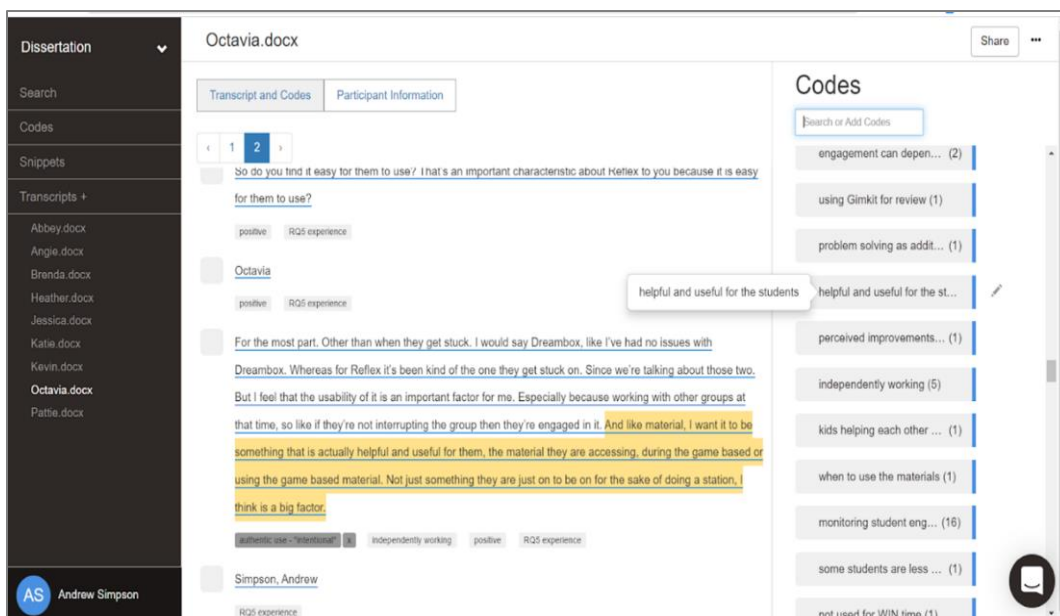 Dissertation
Search
Codes
Snippets
Transcripts +
Abbey.docx
Angie.docx
Brenda.docx
Heather.docx
Jessica.docx
Katie.docx
Kevin.docx
Octavia.docx
Pattie.docx
AS Andrew Simpson
Octavia.docx
Share •••
Transcript and Codes Participant Information
‹ 1 2 ›
So do you find it easy for them to use? That's an important characteristic about Reflex to you because it is easy
for them to use?
positive RQ5 experience
Octavia
positive RQ5 experience
For the most part. Other than when they get stuck. I would say Dreambox, like I've had no issues with
Dreambox. Whereas for Reflex it's been kind of the one they get stuck on. Since we're talking about those two.
But I feel that the usability of it is an important factor for me. Especially because working with other groups at
that time, so like if they're not interrupting the group then they're engaged in it. And like material, I want it to be
something that is actually helpful and useful for them, the material they are accessing, during the game based or
using the game based material. Not just something they are just on to be on for the sake of doing a station, I
think is a big factor.
authentic use - "intentional" x independently working positive RQ5 experience
Simpson, Andrew
RQ5 experience
Codes
Search or Add Codes
engagement can depen... (2)
using Gimkit for review (1)
problem solving as addit... (1)
helpful and useful for the students
helpful and useful for the st...
perceived improvements... (1)
independently working (5)
kids helping each other ... (1)
when to use the materials (1)
monitoring student eng... (16)
some students are less ... (1)
not used for WIN time (1)